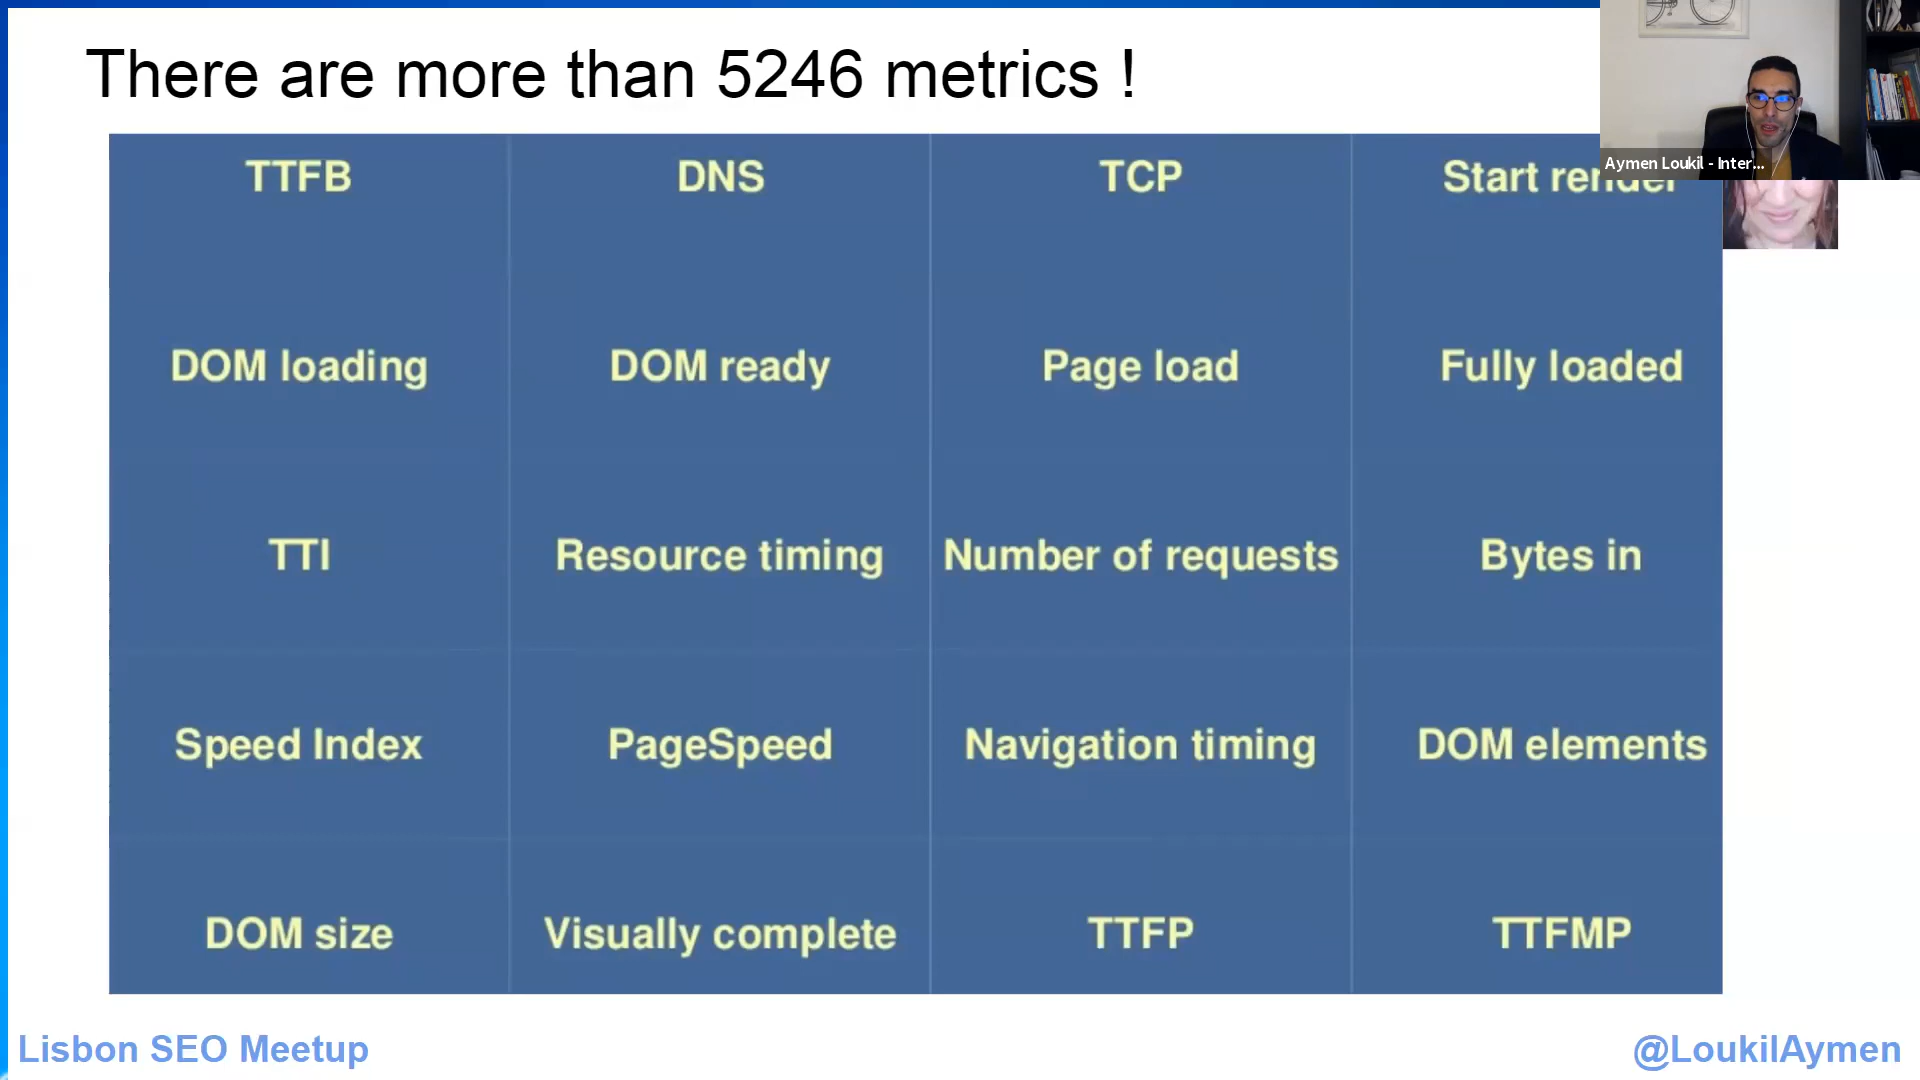 There are more than 5246 metrics !
Aymen Loukil - Inter...
TTFB
DNS
TCP
Start render
DOM loading
DOM ready
Page load
Fully loaded
TTI
Resource timing
Number of requests
Bytes in
Speed Index
PageSpeed
Navigation timing
DOM elements
DOM size
Visually complete
TTFP
TTFMP
Lisbon SEO Meetup
@LoukilAymen